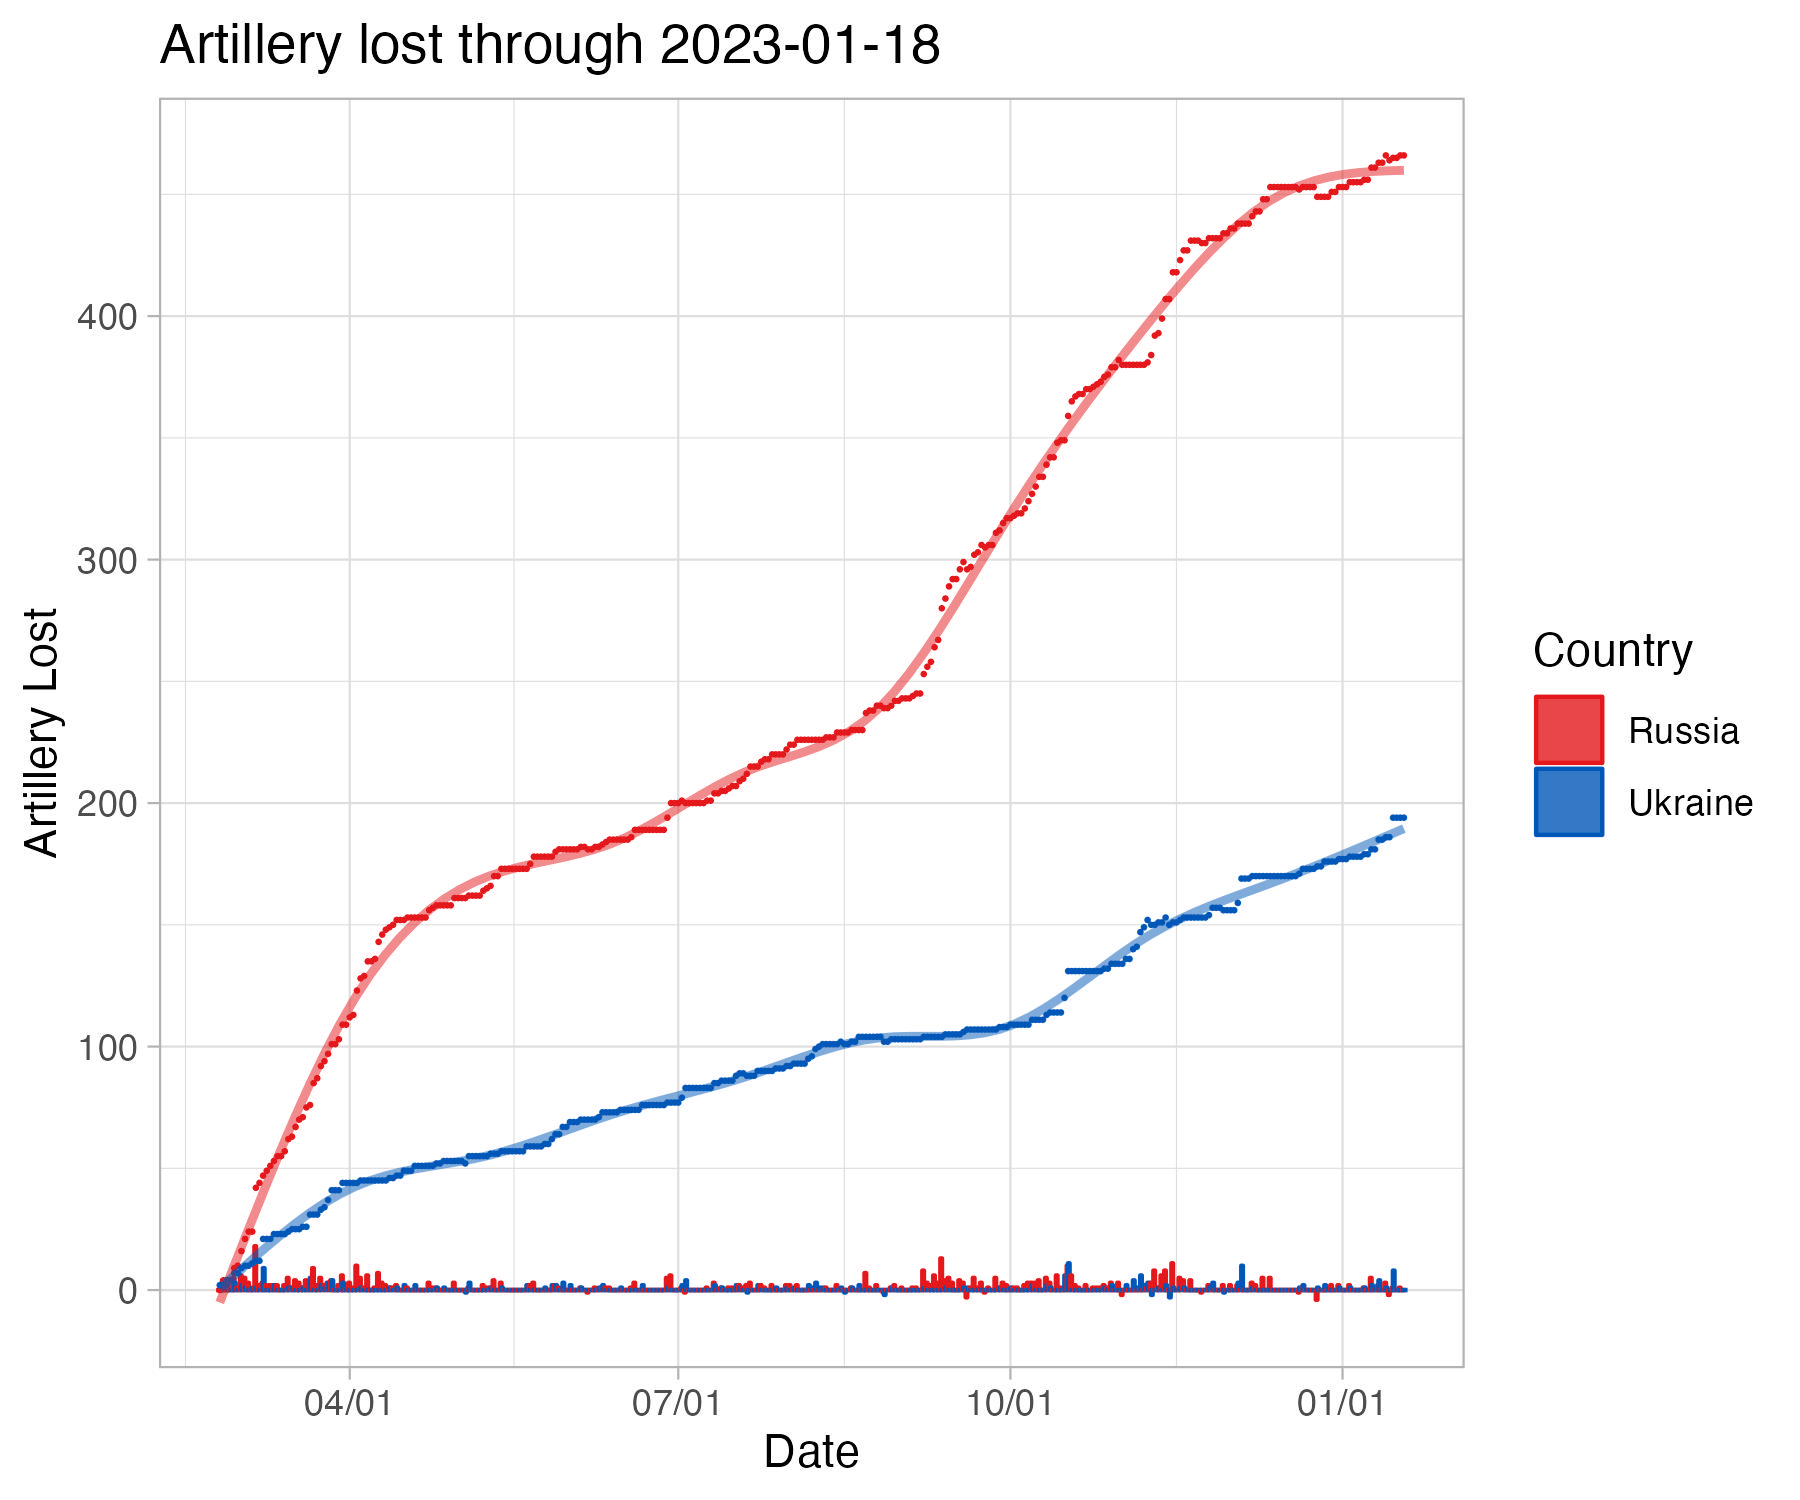 Artillery lost through 2023-01-18
Artillery Lost
400
300
200
100
0
04/01
07/01
10/01
01/01
Date
Country
Russia
Ukraine